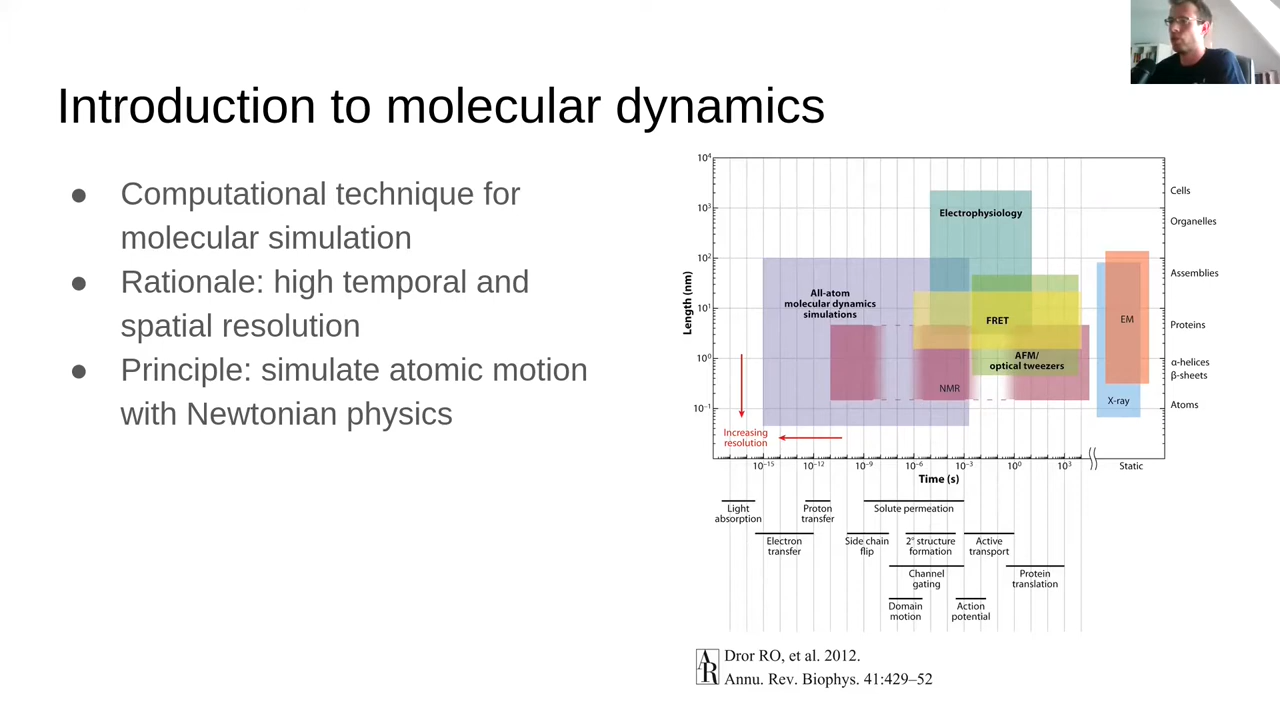 Introduction to molecular dynamics
● Computational technique for
molecular simulation
● Rationale: high temporal and
spatial resolution
● Principle: simulate atomic motion
with Newtonian physics
10⁴
10³
10²
10¹
10⁰
10⁻¹
Length (nm)
Electrophysiology
All-atom
molecular dynamics
simulations
FRET
AFM/
optical tweezers
NMR
EM
X-ray
Increasing
resolution
Cells
Organelles
Assemblies
Proteins
α-helices
β-sheets
Atoms
10⁻¹⁵ 10⁻¹² 10⁻⁹ 10⁻⁶ 10⁻³ 10⁰ 10³ Static
Time (s)
Light
absorption
Proton
transfer
Solute permeation
Electron
transfer
Side chain
flip
2° structure
formation
Active
transport
Channel
gating
Protein
translation
Domain
motion
Action
potential
AR
Dror RO, et al. 2012.
Annu. Rev. Biophys. 41:429–52